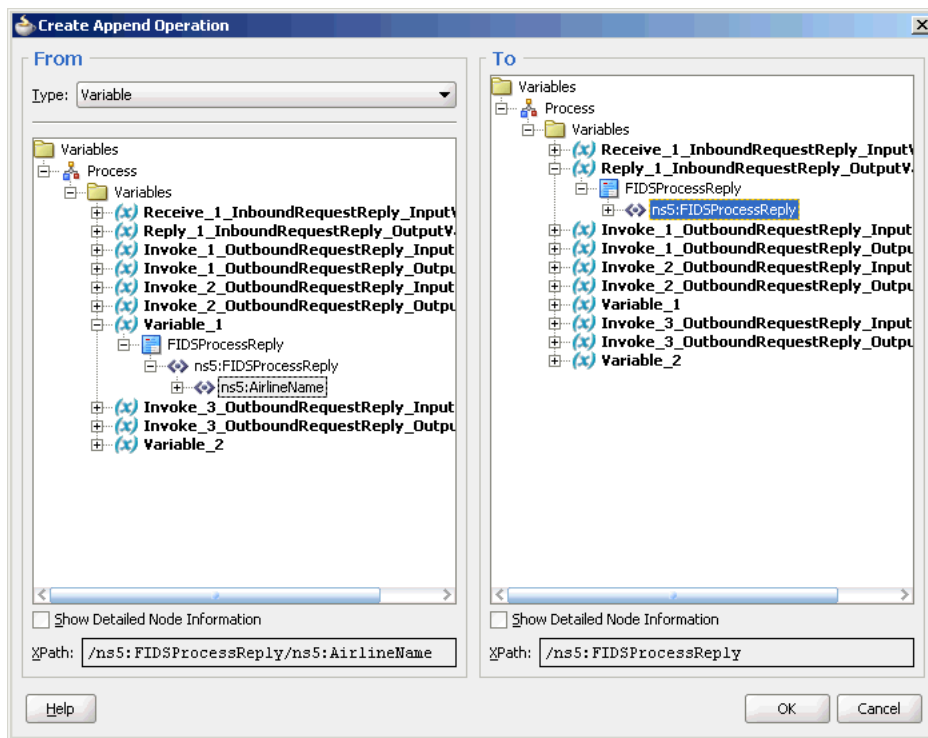 Create Append Operation
From
Type: Variable
Variables
Process
Variables
(x) Receive_1_InboundRequestReply_InputV
(x) Reply_1_InboundRequestReply_OutputV
(x) Invoke_1_OutboundRequestReply_Input
(x) Invoke_1_OutboundRequestReply_Outpu
(x) Invoke_2_OutboundRequestReply_Input
(x) Invoke_2_OutboundRequestReply_Outpu
(x) Variable_1
FIDSProcessReply
ns5:FIDSProcessReply
ns5:AirlineName
(x) Invoke_3_OutboundRequestReply_Input
(x) Invoke_3_OutboundRequestReply_Outpu
(x) Variable_2
Show Detailed Node Information
XPath: /ns5:FIDSProcessReply/ns5:AirlineName
To
Variables
Process
Variables
(x) Receive_1_InboundRequestReply_InputV
(x) Reply_1_InboundRequestReply_OutputV
FIDSProcessReply
ns5:FIDSProcessReply
(x) Invoke_1_OutboundRequestReply_Input
(x) Invoke_1_OutboundRequestReply_Outpu
(x) Invoke_2_OutboundRequestReply_Input
(x) Invoke_2_OutboundRequestReply_Outpu
(x) Variable_1
(x) Invoke_3_OutboundRequestReply_Input
(x) Invoke_3_OutboundRequestReply_Outpu
(x) Variable_2
Show Detailed Node Information
XPath: /ns5:FIDSProcessReply
Help
OK
Cancel